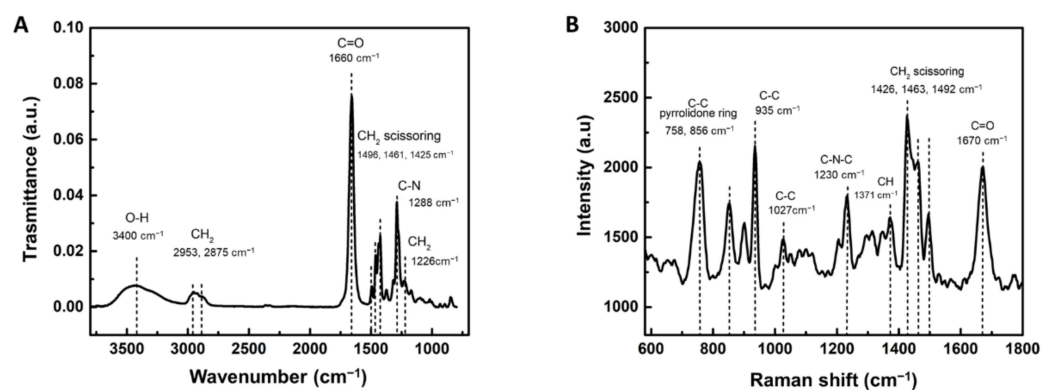 A
Trasmittance (a.u.)
0.10
0.08
0.06
0.04
0.02
0.00
C=O
1660 cm⁻¹
CH₂ scissoring
1496, 1461, 1425 cm⁻¹
C-N
1288 cm⁻¹
O-H
3400 cm⁻¹
CH₂
2953, 2875 cm⁻¹
CH₂
1226cm⁻¹
3500 3000 2500 2000 1500 1000
Wavenumber (cm⁻¹)
B
Intensity (a.u)
3000
2500
2000
1500
1000
CH₂ scissoring
1426, 1463, 1492 cm⁻¹
C-C
pyrrolidone ring
758, 856 cm⁻¹
C-C
935 cm⁻¹
C=O
1670 cm⁻¹
C-N-C
1230 cm⁻¹
CH
1371 cm⁻¹
C-C
1027cm⁻¹
600 800 1000 1200 1400 1600 1800
Raman shift (cm⁻¹)